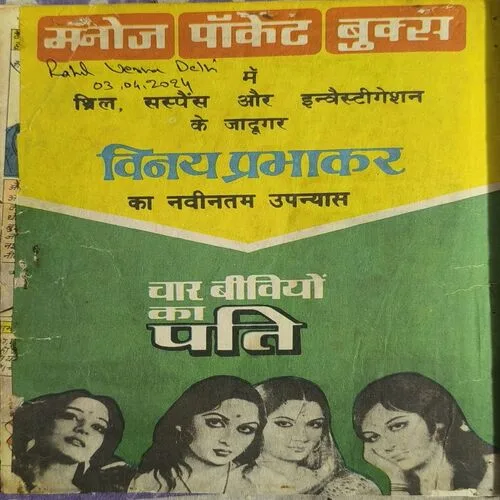 मनोज पॉकेट बुक्स
Rahul Verma Delhi
03.04.2024
में
थ्रिल, सस्पैंस और इन्वैस्टीगेशन
के जादूगर
विनय प्रभाकर
का नवीनतम उपन्यास
चार बीवियों
का
पति